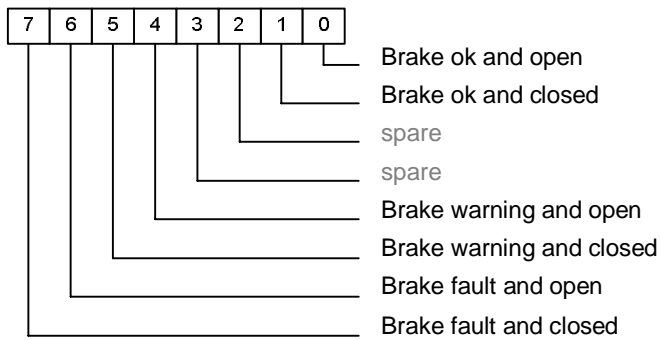 7 6 5 4 3 2 1 0
Brake ok and open
Brake ok and closed
spare
spare
Brake warning and open
Brake warning and closed
Brake fault and open
Brake fault and closed